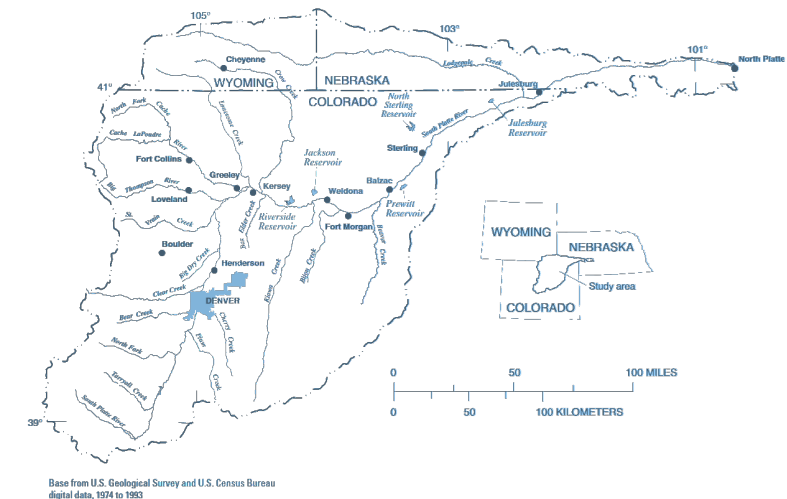 105°
103°
101°
Cheyenne
Crow Creek
Lodgepole Creek
North Platte
WYOMING
NEBRASKA
41°
COLORADO
Julesburg
North Fork Cache
Lonetree Creek
North
Sterling
Reservoir
South Platte River
Julesburg
Reservoir
Cache LaPoudre River
Sterling
Fort Collins
Jackson
Reservoir
Greeley
Kersey
Balzac
Big Thompson River
Weldona
Loveland
Prewitt
Reservoir
Riverside
Reservoir
Fort Morgan
St. Vrain Creek
Box Elder Creek
Beaver Creek
WYOMING
NEBRASKA
Boulder
Big Dry Creek
Henderson
Kiowa Creek
Bijou Creek
Study area
Clear Creek
DENVER
COLORADO
Bear Creek
Cherry Creek
Plum Creek
North Fork
Tarryall Creek
0 50 100 MILES
South Platte River
0 50 100 KILOMETERS
39°
Base from U.S. Geological Survey and U.S. Census Bureau
digital data, 1974 to 1993